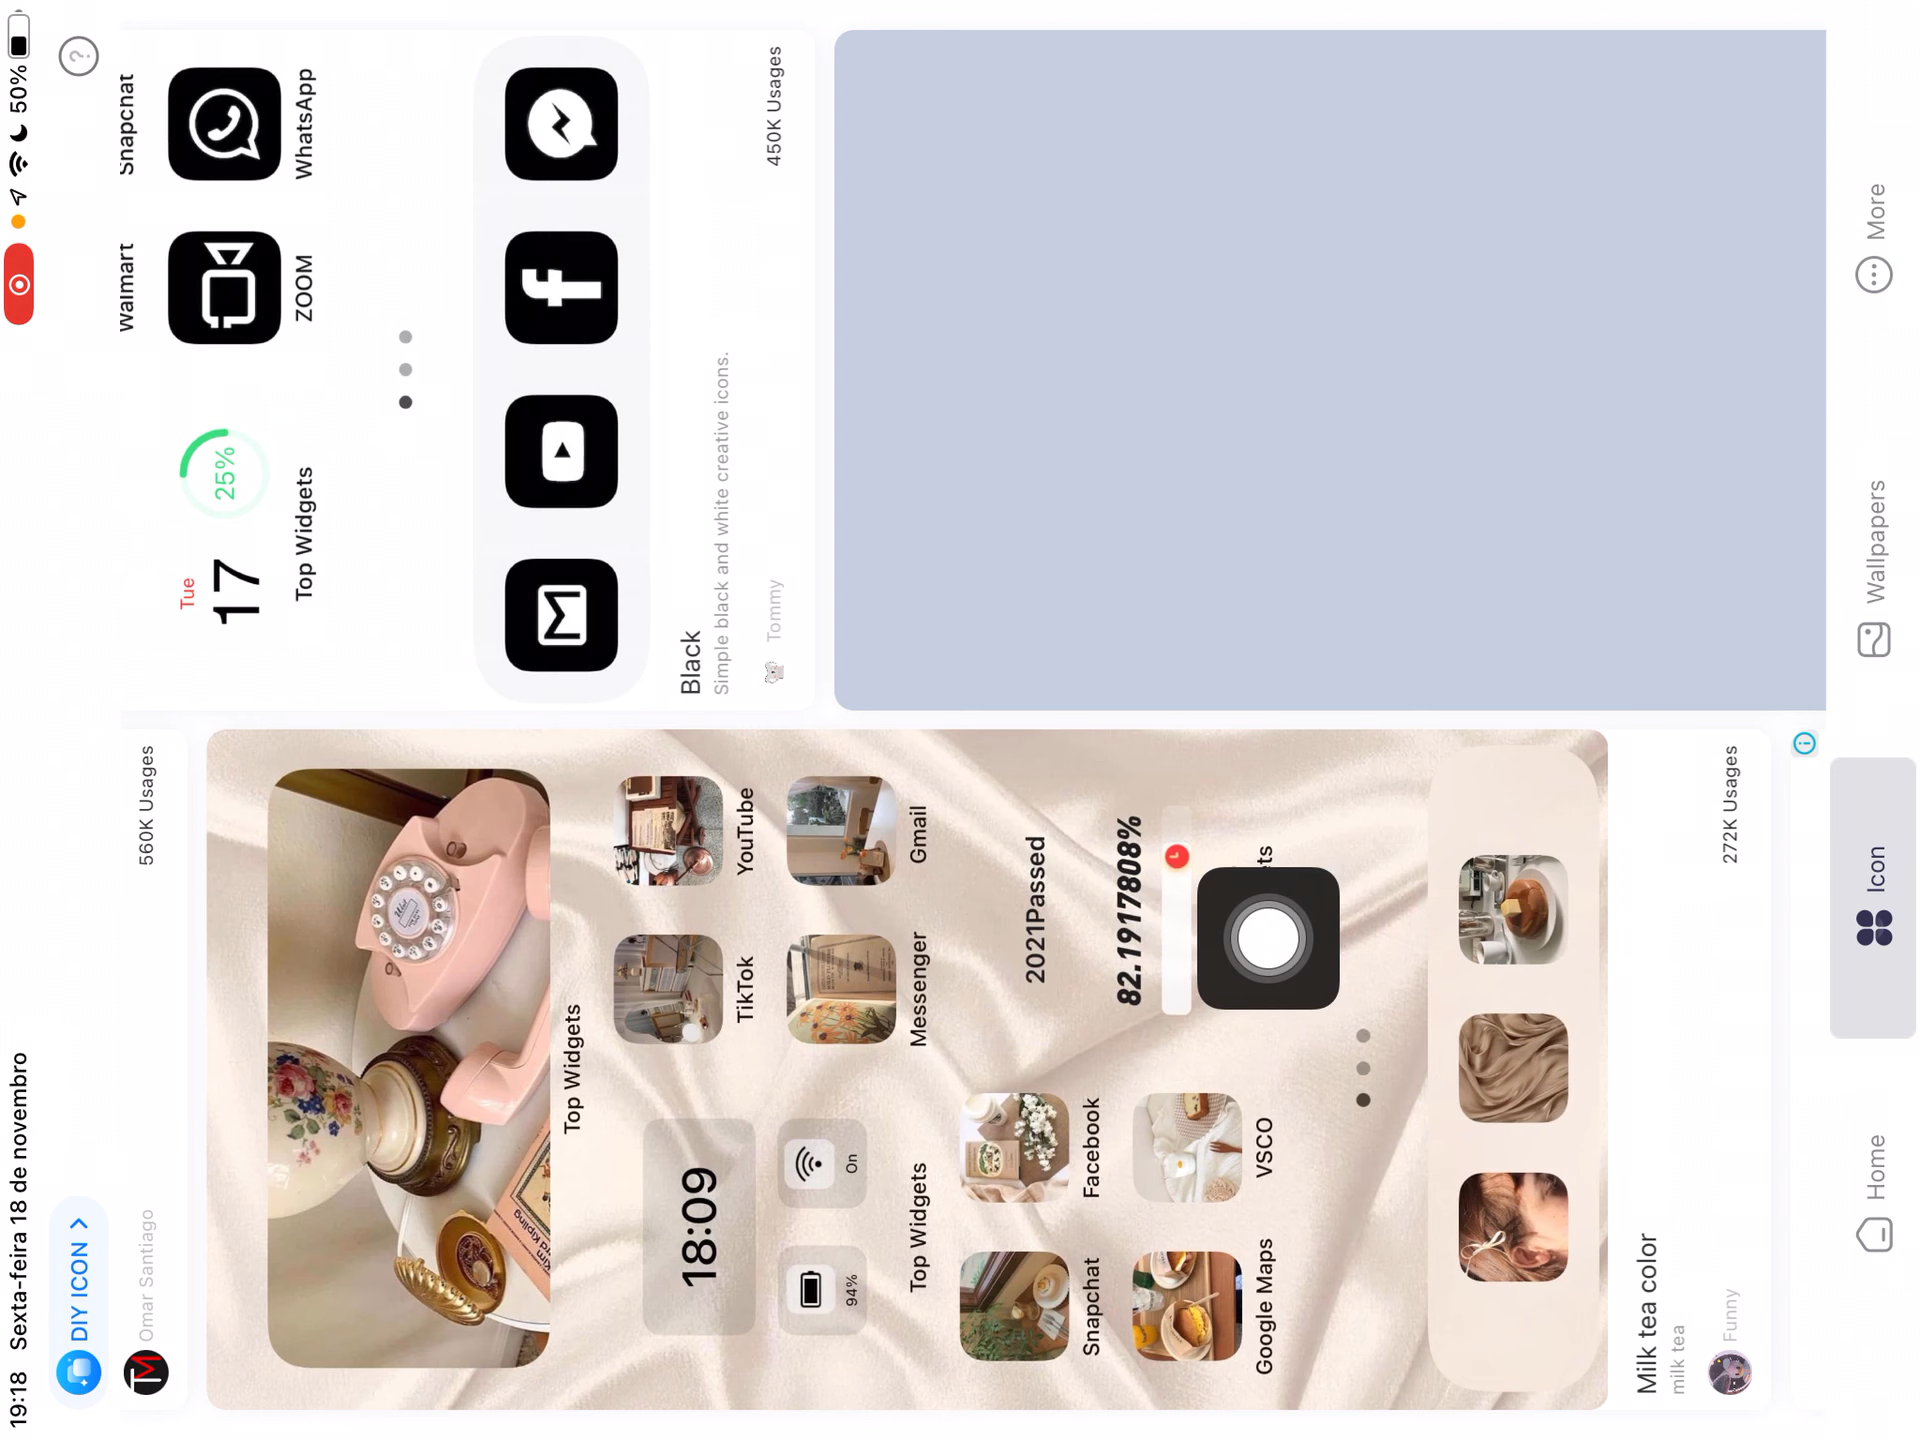 19:18 Sexta-feira 18 de novembro
50%
DIY ICON >
?
TM
Omar Santiago
560K Usages
Top Widgets
18:09
TikTok
YouTube
94%
On
Top Widgets
Messenger
Gmail
Snapchat
Facebook
2021Passed
82.1917808%
Google Maps
VSCO
ets
Milk tea color
milk tea
Funny
272K Usages
Walmart
Snapchat
Tue
17
25%
Top Widgets
ZOOM
WhatsApp
Black
Simple black and white creative icons.
Tommy
450K Usages
Home
Icon
Wallpapers
More